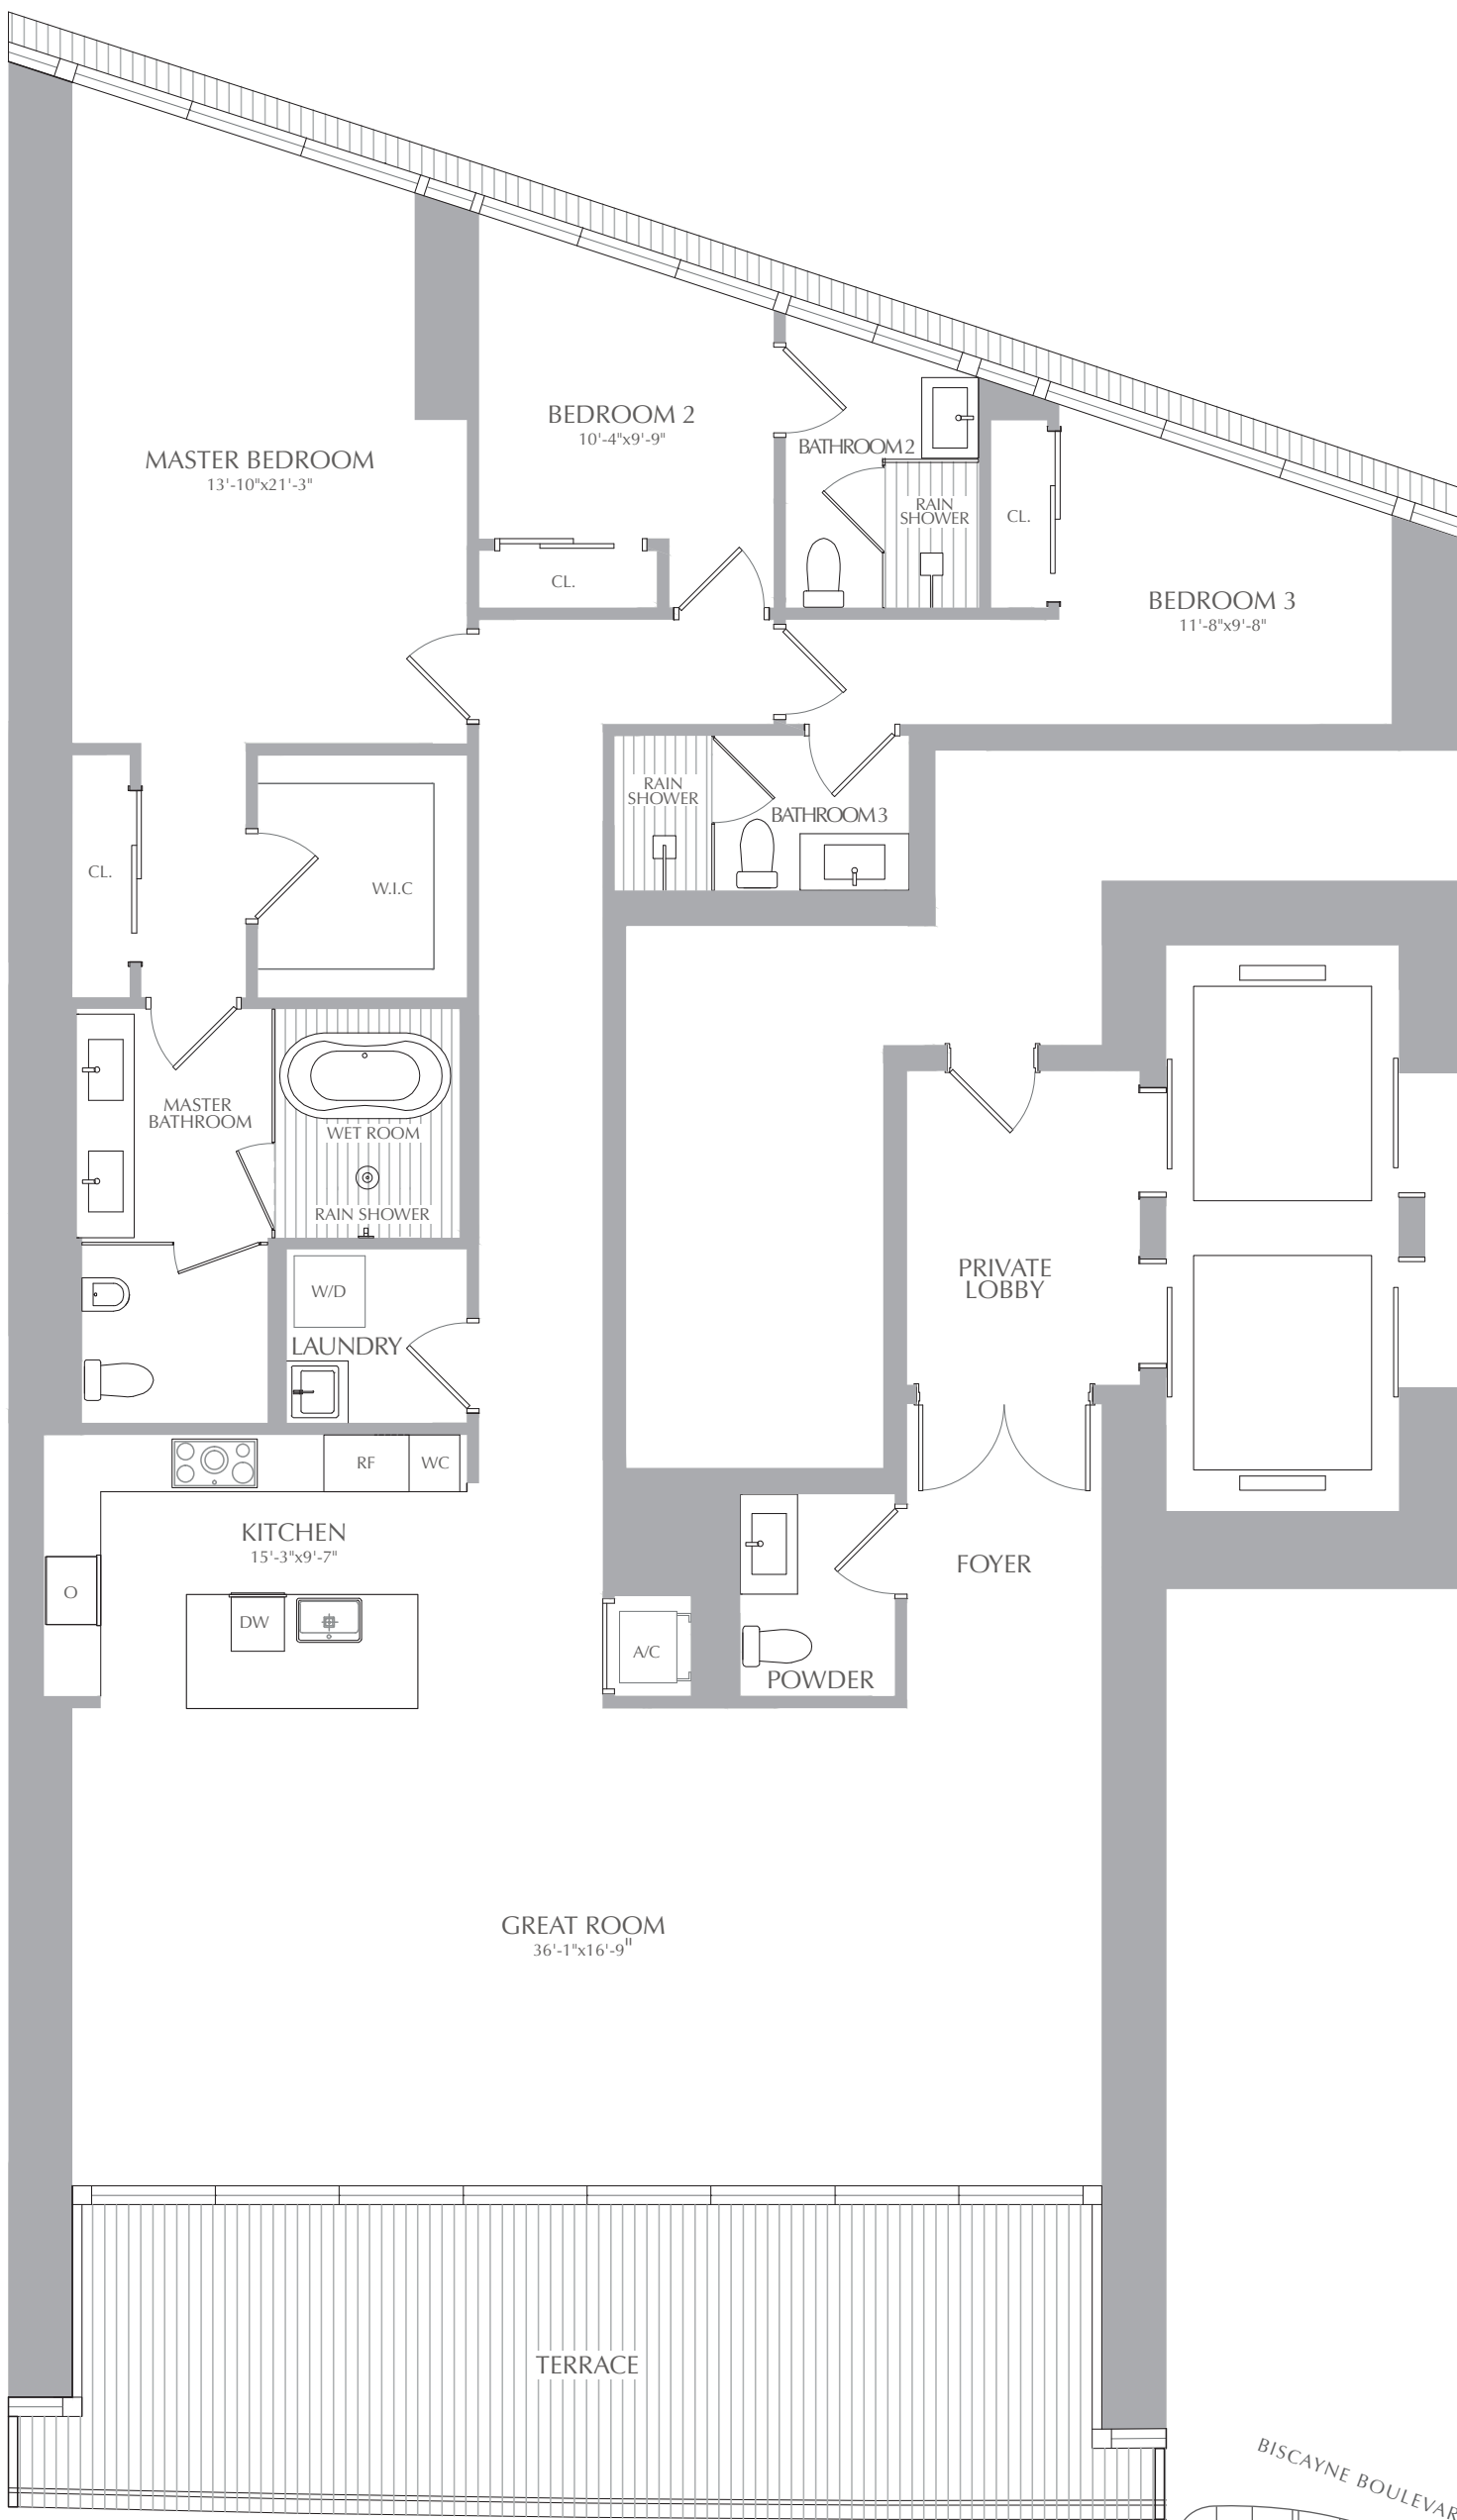 MASTER BEDROOM
13'-10"x21'-3"
BEDROOM 2
10'-4"x9'-9"
BATHROOM 2
RAIN
SHOWER
CL.
CL.
BEDROOM 3
11'-8"x9'-8"
RAIN
SHOWER
BATHROOM 3
CL.
W.I.C
MASTER
BATHROOM
WET ROOM
RAIN SHOWER
W/D
LAUNDRY
PRIVATE
LOBBY
RF
WC
KITCHEN
15'-3"x9'-7"
O
DW
FOYER
A/C
POWDER
GREAT ROOM
36'-1"x16'-9"
TERRACE
BISCAYNE BOULEVAR